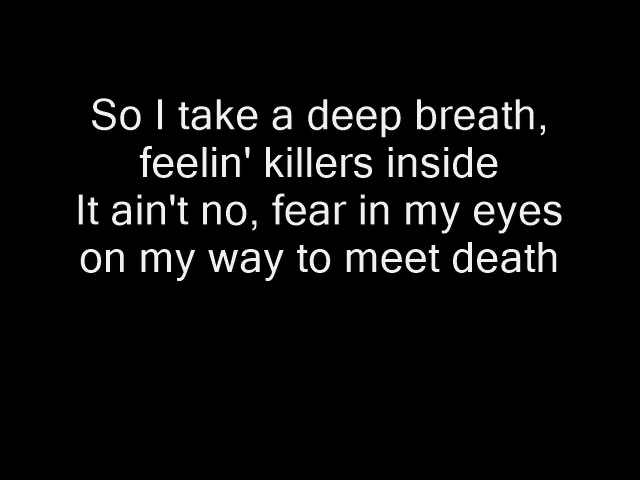 So I take a deep breath,
feelin' killers inside
It ain't no, fear in my eyes
on my way to meet death